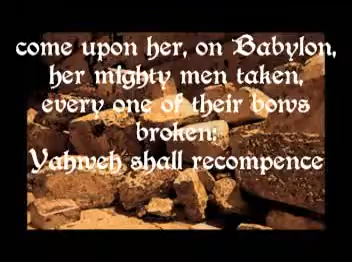 come upon her, on Babylon,
her mighty men taken,
every one of their bows
broken;
Yahweh shall recompence